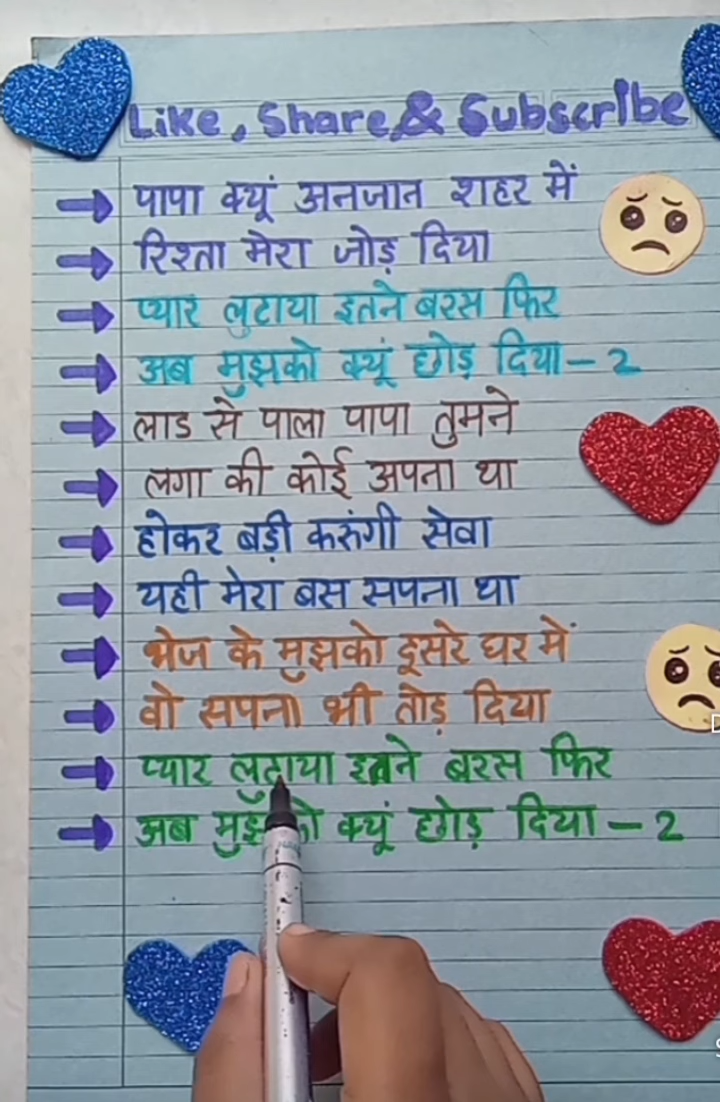 Like, Share & Subscribe
पापा क्यूं अनजान शहर में
रिश्ता मेरा जोड़ दिया
प्यार लुटाया इतने बरस फिर
अब मुझको क्यूं छोड़ दिया - 2
लाड से पाला पापा तुमने
लगा की कोई अपना था
होकर बड़ी करुंगी सेवा
यही मेरा बस सपना था
भेज के मुझको दूसरे घर में
वो सपना भी तोड़ दिया
प्यार लुटाया इतने बरस फिर
अब मुझको क्यूं छोड़ दिया - 2